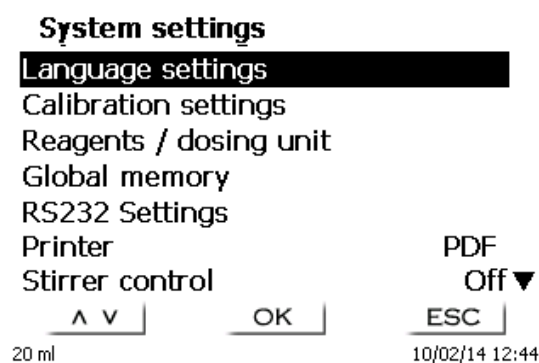 System settings
Language settings
Calibration settings
Reagents / dosing unit
Global memory
RS232 Settings
Printer PDF
Stirrer control Off ▼
∧ ∨ OK ESC
20 ml 10/02/14 12:44